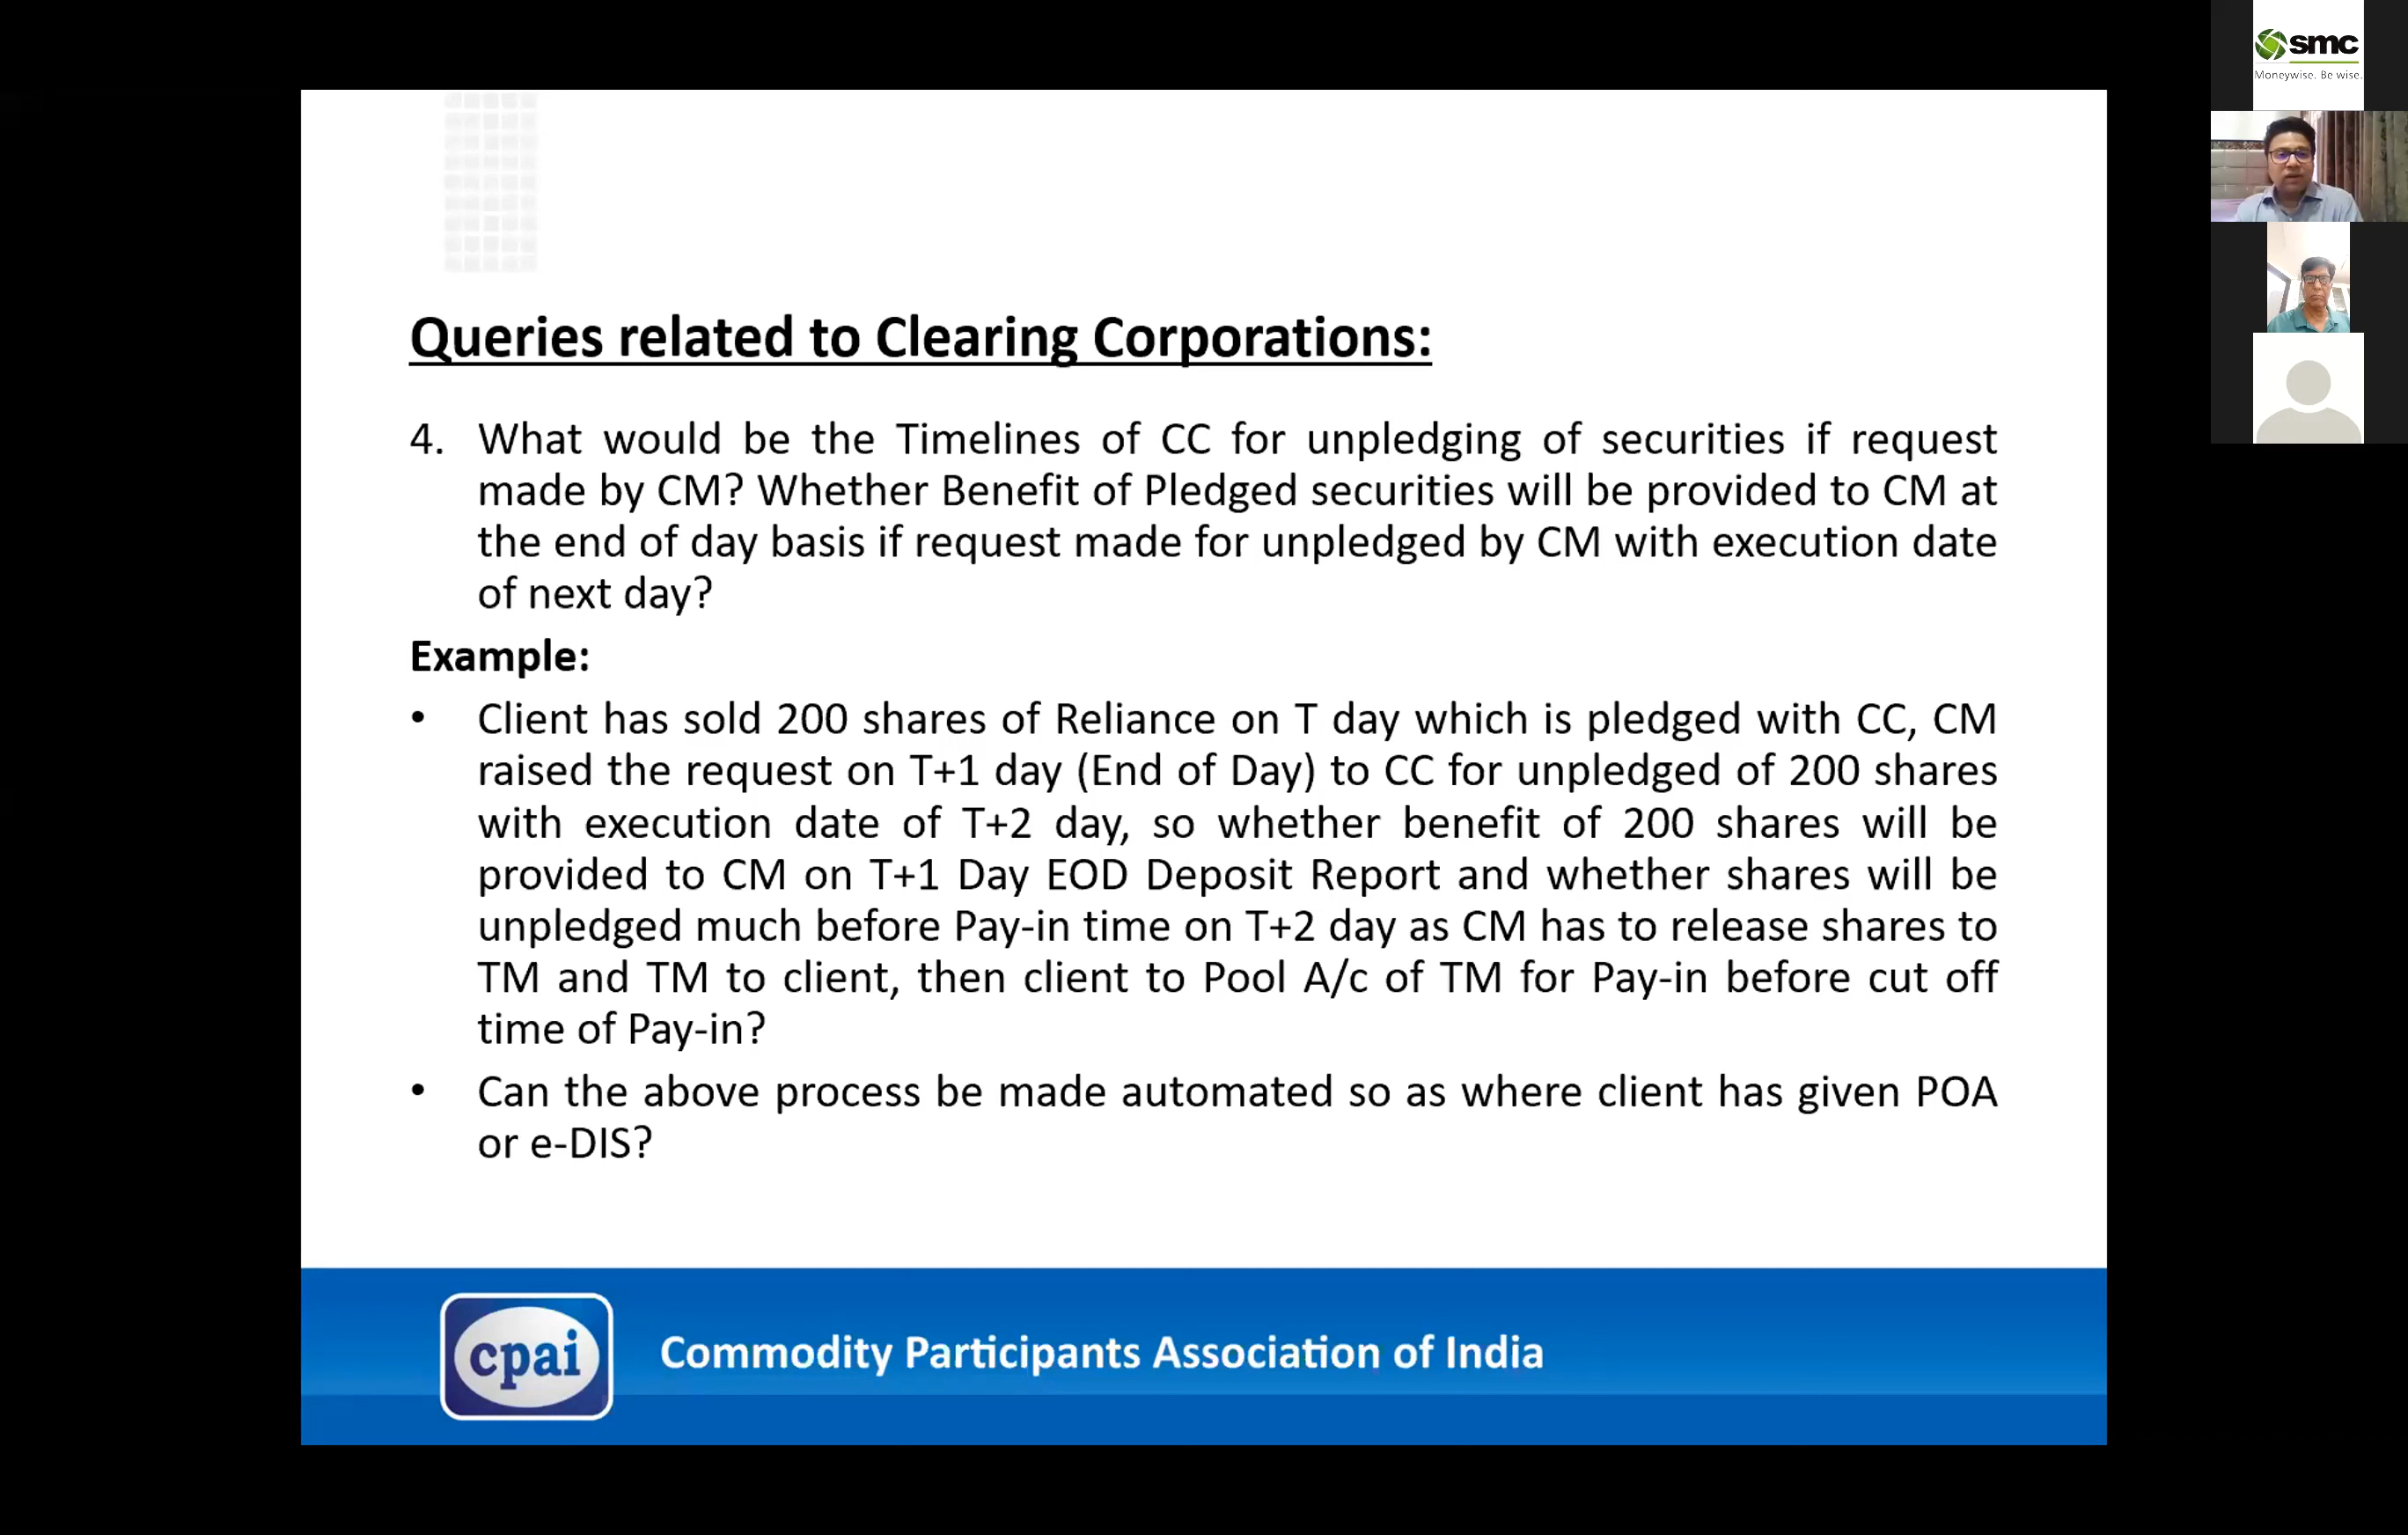 smc
Moneywise. Be wise.
Queries related to Clearing Corporations:
4. What would be the Timelines of CC for unpledging of securities if request
made by CM? Whether Benefit of Pledged securities will be provided to CM at
the end of day basis if request made for unpledged by CM with execution date
of next day?
Example:
• Client has sold 200 shares of Reliance on T day which is pledged with CC, CM
raised the request on T+1 day (End of Day) to CC for unpledged of 200 shares
with execution date of T+2 day, so whether benefit of 200 shares will be
provided to CM on T+1 Day EOD Deposit Report and whether shares will be
unpledged much before Pay-in time on T+2 day as CM has to release shares to
TM and TM to client, then client to Pool A/c of TM for Pay-in before cut off
time of Pay-in?
• Can the above process be made automated so as where client has given POA
or e-DIS?
cpai
Commodity Participants Association of India